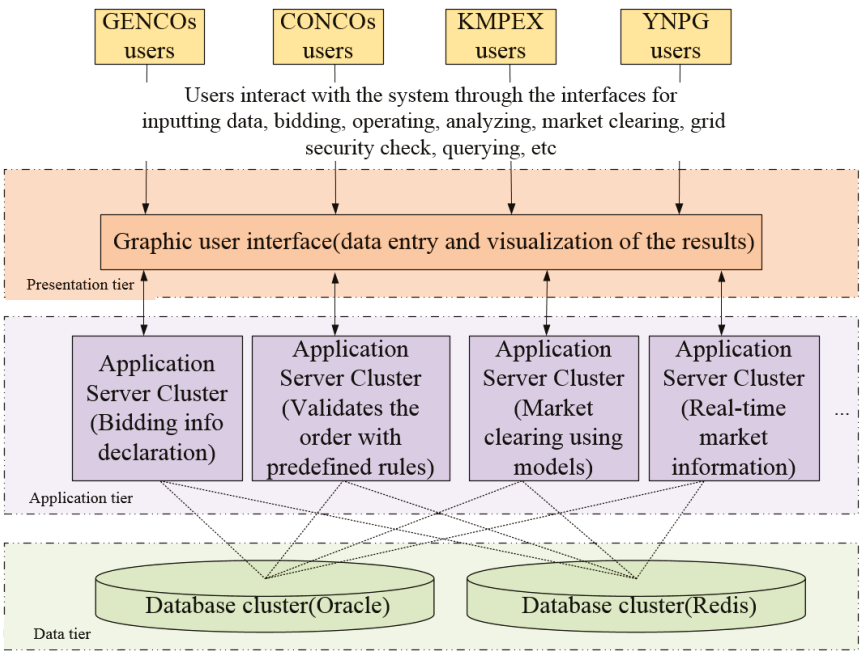 GENCOs
users
CONCOs
users
KMPEX
users
YNPG
users
Users interact with the system through the interfaces for
inputting data, bidding, operating, analyzing, market clearing, grid
security check, querying, etc
Graphic user interface(data entry and visualization of the results)
Presentation tier
Application
Server Cluster
(Bidding info
declaration)
Application
Server Cluster
(Validates the
order with
predefined rules)
Application
Server Cluster
(Market
clearing using
models)
Application
Server Cluster
(Real-time
market
information)
...
Application tier
Database cluster(Oracle)
Database cluster(Redis)
Data tier